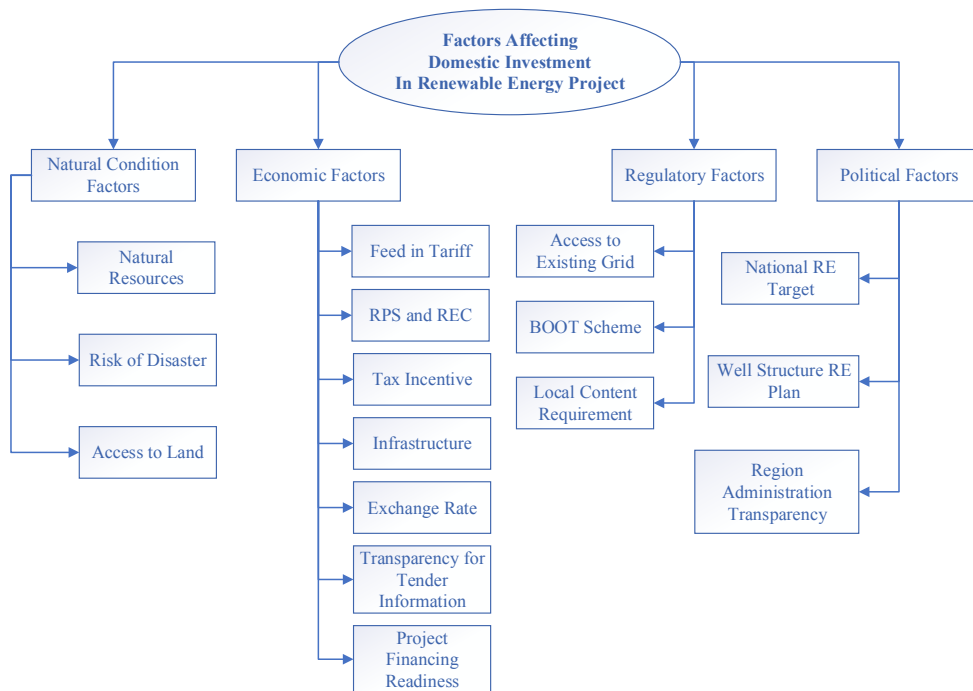 Factors Affecting
Domestic Investment
In Renewable Energy Project
Natural Condition
Factors
Economic Factors
Regulatory Factors
Political Factors
Natural
Resources
Risk of Disaster
Access to Land
Feed in Tariff
RPS and REC
Tax Incentive
Infrastructure
Exchange Rate
Transparency for
Tender
Information
Project
Financing
Readiness
Access to
Existing Grid
BOOT Scheme
Local Content
Requirement
National RE
Target
Well Structure RE
Plan
Region
Administration
Transparency